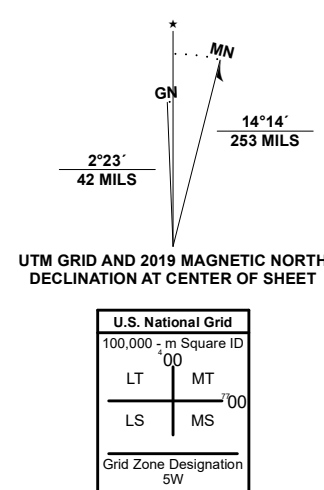 ★
MN
GN
14°14´
253 MILS
2°23´
42 MILS
UTM GRID AND 2019 MAGNETIC NORTH
DECLINATION AT CENTER OF SHEET
U.S. National Grid
100,000 - m Square ID
⁴00
LT MT
⁷⁷00
LS MS
Grid Zone Designation
5W